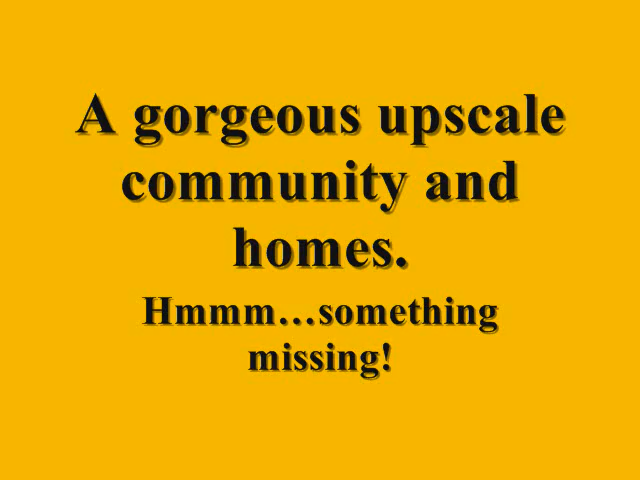 A gorgeous upscale
community and
homes.
Hmmm…something
missing!